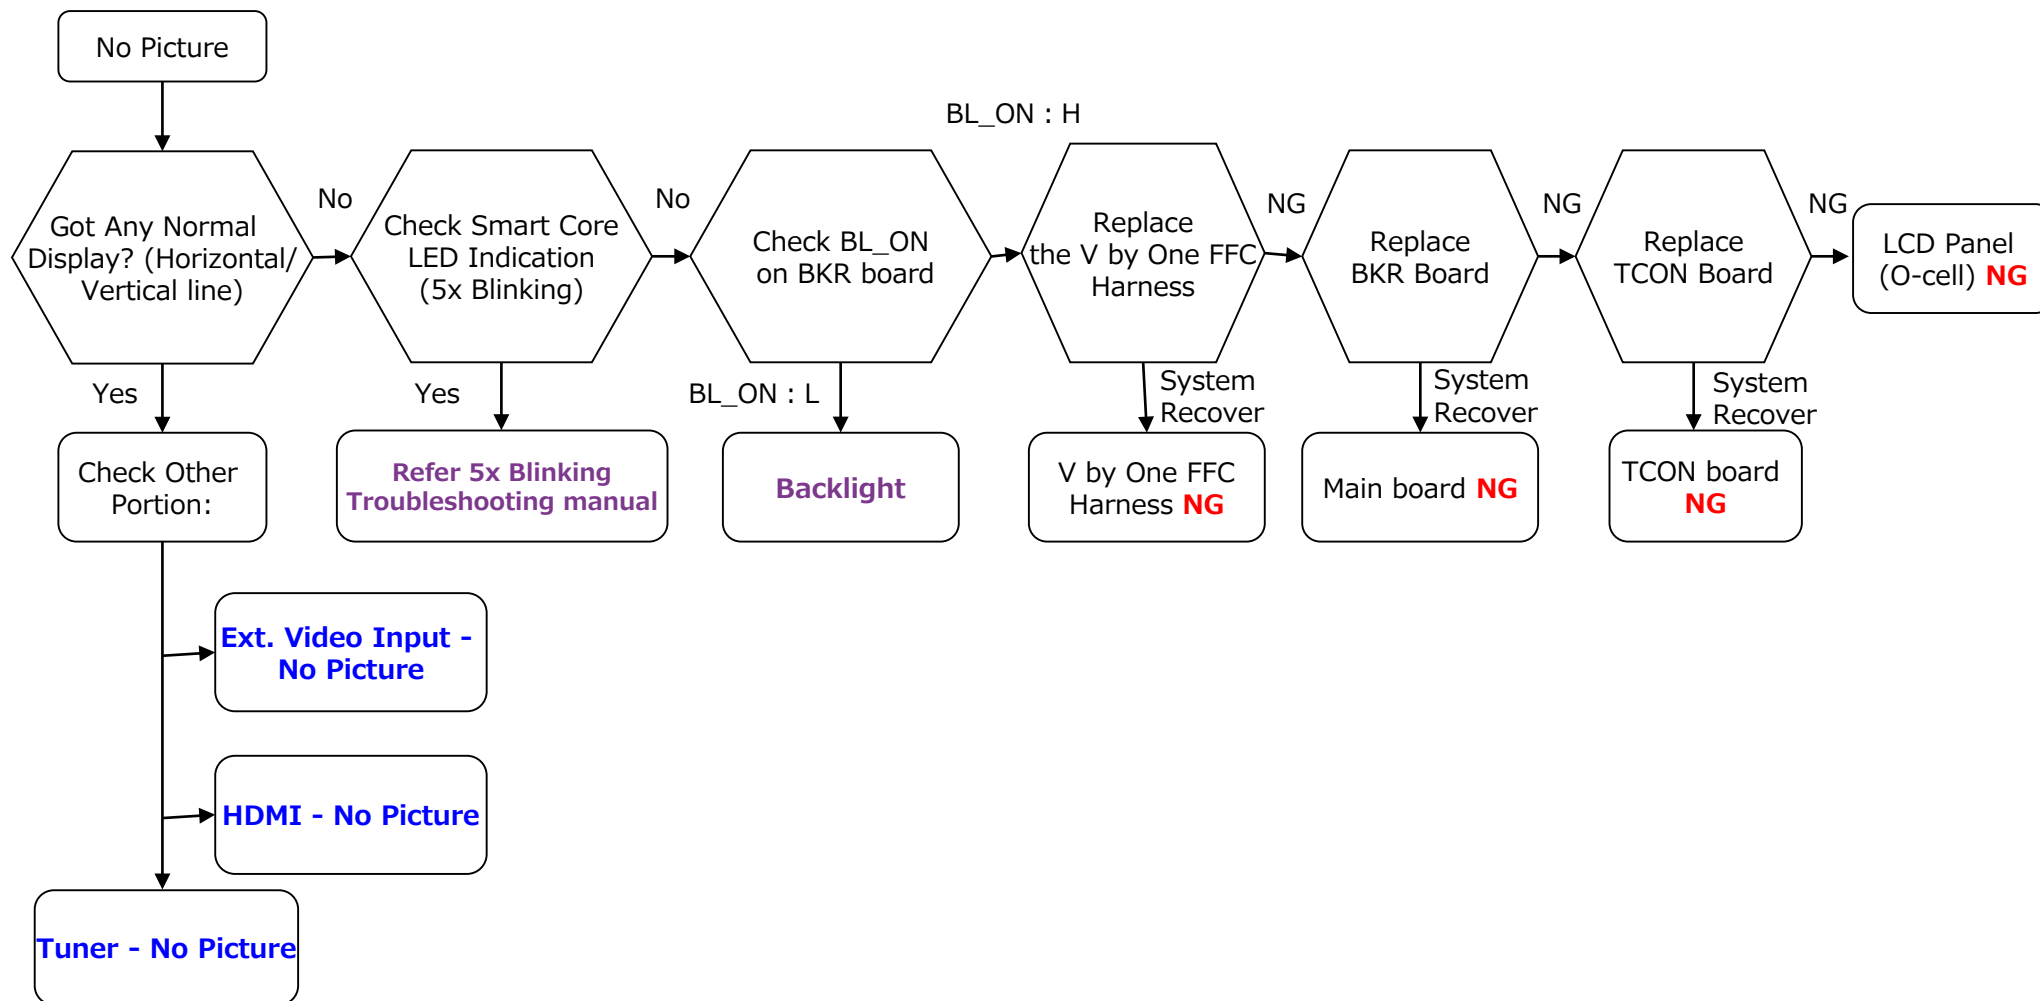 No Picture
Got Any Normal
Display? (Horizontal/
Vertical line)
No
Check Smart Core
LED Indication
(5x Blinking)
No
Check BL_ON
on BKR board
BL_ON : H
Replace
the V by One FFC
Harness
NG
Replace
BKR Board
NG
Replace
TCON Board
NG
LCD Panel
(O-cell) NG
Yes
Yes
BL_ON : L
System
Recover
System
Recover
System
Recover
Check Other
Portion:
Refer 5x Blinking
Troubleshooting manual
Backlight
V by One FFC
Harness NG
Main board NG
TCON board
NG
Ext. Video Input -
No Picture
HDMI - No Picture
Tuner - No Picture